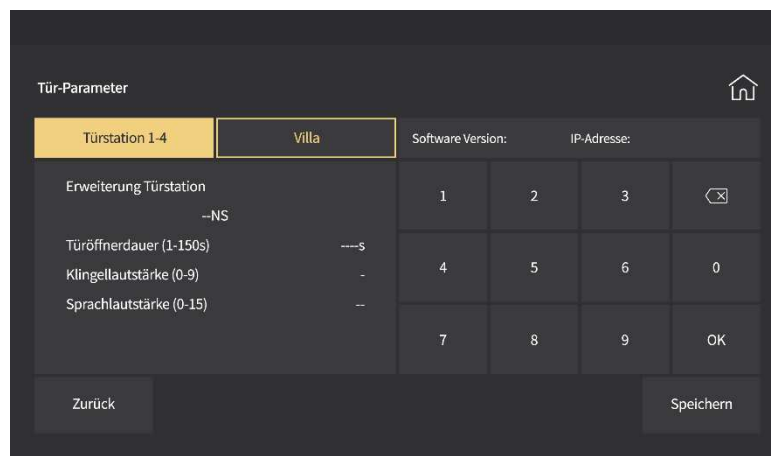 Tür-Parameter
Türstation 1-4
Villa
Software Version:
IP-Adresse:
Erweiterung Türstation
--NS
Türöffnerdauer (1-150s) ----s
Klingellautstärke (0-9) -
Sprachlautstärke (0-15) --
1 2 3
4 5 6 0
7 8 9 OK
Zurück
Speichern